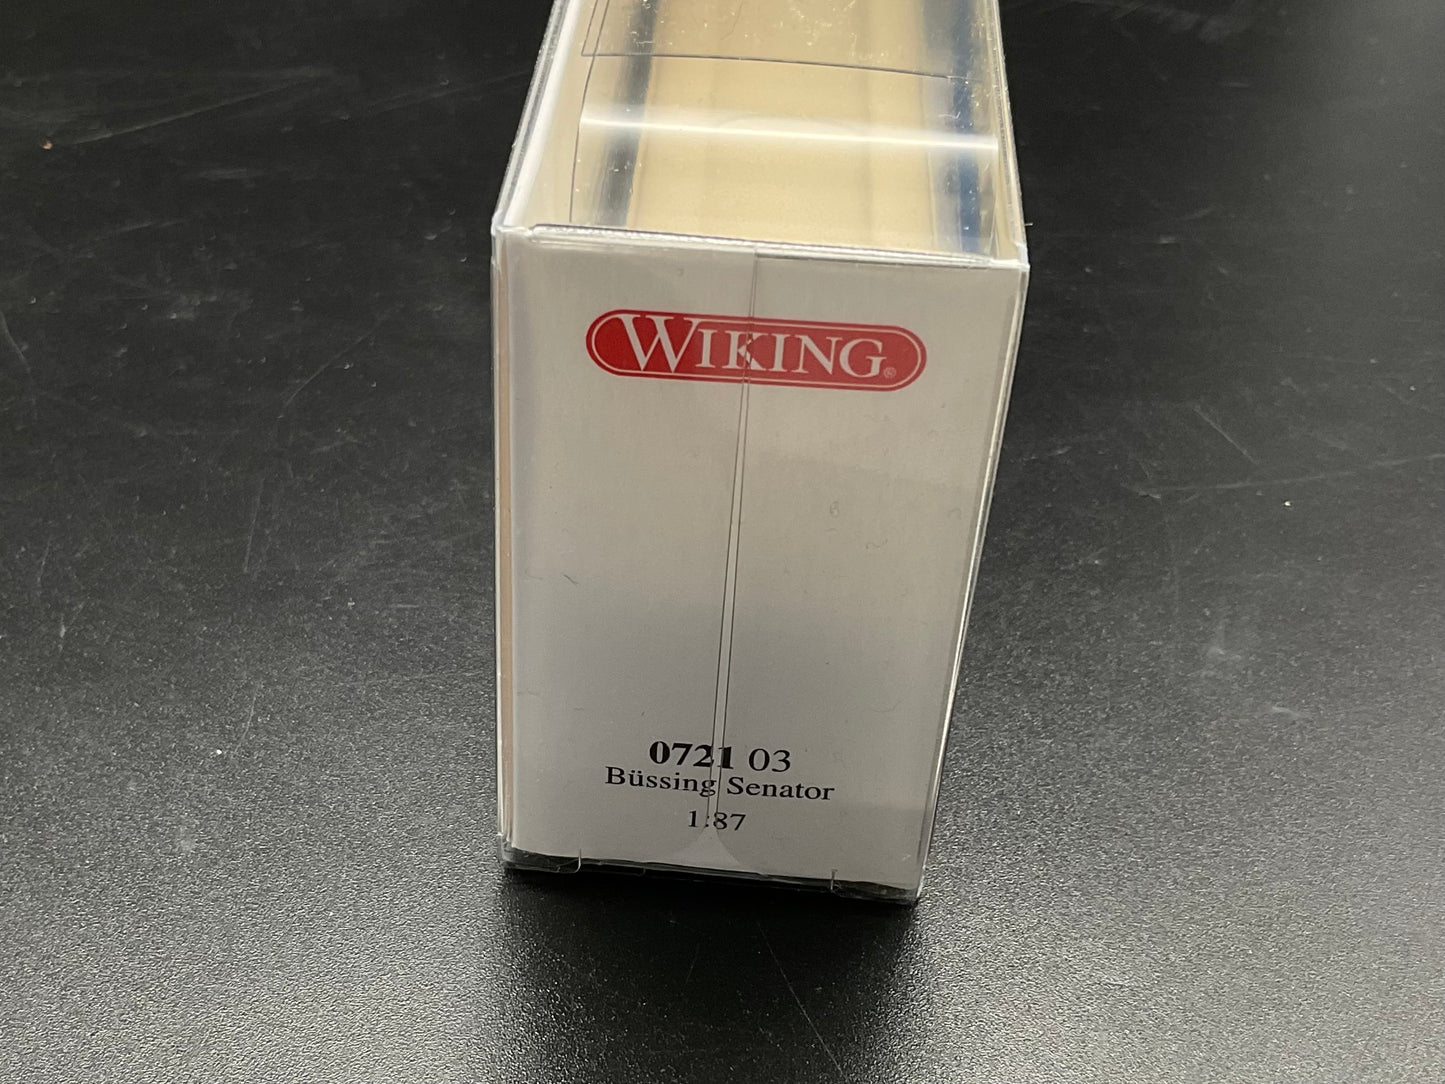 WIKING®
0721 03
Büssing Senator
1:87